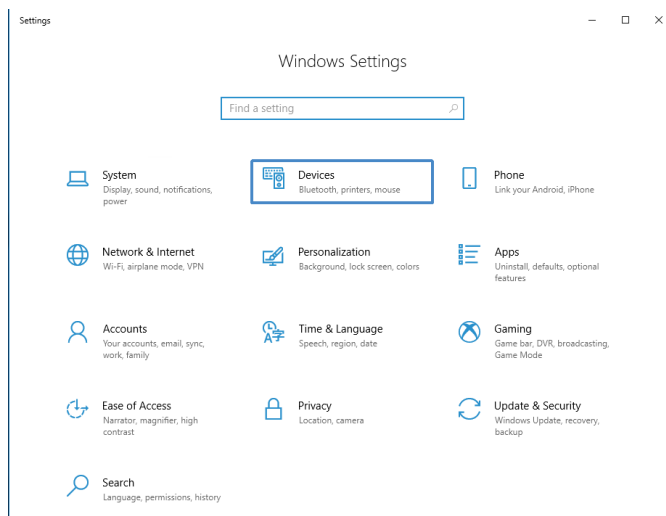 Settings
Windows Settings
Find a setting
System
Display, sound, notifications,
power
Devices
Bluetooth, printers, mouse
Phone
Link your Android, iPhone
Network & Internet
Wi-Fi, airplane mode, VPN
Personalization
Background, lock screen, colors
Apps
Uninstall, defaults, optional
features
Accounts
Your accounts, email, sync,
work, family
Time & Language
Speech, region, date
Gaming
Game bar, DVR, broadcasting,
Game Mode
Ease of Access
Narrator, magnifier, high
contrast
Privacy
Location, camera
Update & Security
Windows Update, recovery,
backup
Search
Language, permissions, history